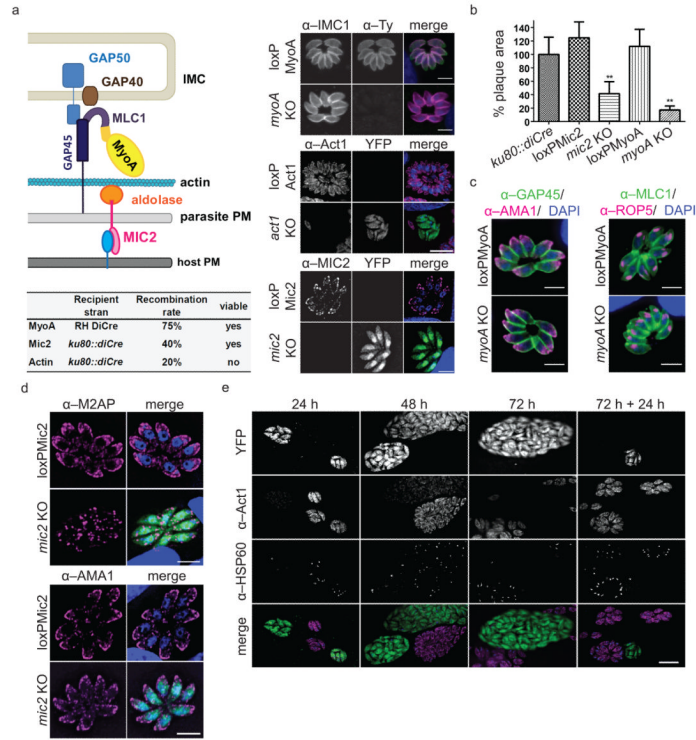 a
GAP50
GAP40
IMC
MLC1
GAP45
MyoA
actin
aldolase
parasite PM
MIC2
host PM
Recipient Recombination viable
stran rate
MyoA RH DiCre 75% yes
Mic2 ku80::diCre 40% yes
Actin ku80::diCre 20% no
α–IMC1 α–Ty merge
loxP
MyoA
myoA
KO
α–Act1 YFP merge
loxP
Act1
act1
KO
α–MIC2 YFP merge
loxP
Mic2
mic2
KO
b
% plaque area
160
140
120
100
80
60
40
20
0
**
**
ku80::diCre
loxPMic2
mic2 KO
loxPMyoA
myoA KO
c
α–GAP45/ α–MLC1/
α–AMA1/ DAPI α–ROP5/ DAPI
loxPMyoA
myoA KO
loxPMyoA
myoA KO
d
α–M2AP merge
loxPMic2
mic2 KO
α–AMA1 merge
loxPMic2
mic2 KO
e
24 h 48 h 72 h 72 h + 24 h
YFP
α–Act1
α–HSP60
merge